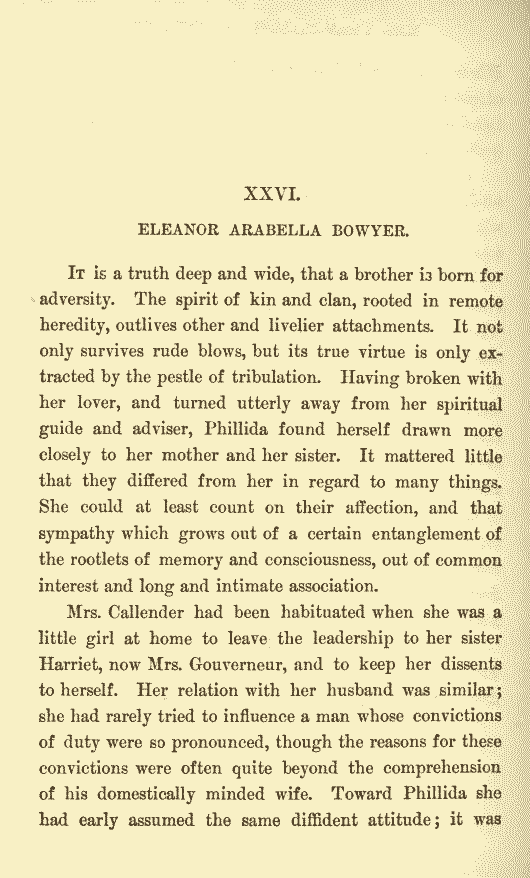 XXVI.
ELEANOR ARABELLA BOWYER.
It is a truth deep and wide, that a brother is born for
adversity. The spirit of kin and clan, rooted in remote
heredity, outlives other and livelier attachments. It not
only survives rude blows, but its true virtue is only ex-
tracted by the pestle of tribulation. Having broken with
her lover, and turned utterly away from her spiritual
guide and adviser, Phillida found herself drawn more
closely to her mother and her sister. It mattered little
that they differed from her in regard to many things.
She could at least count on their affection, and that
sympathy which grows out of a certain entanglement of
the rootlets of memory and consciousness, out of common
interest and long and intimate association.
Mrs. Callender had been habituated when she was a
little girl at home to leave the leadership to her sister
Harriet, now Mrs. Gouverneur, and to keep her dissents
to herself. Her relation with her husband was similar;
she had rarely tried to influence a man whose convictions
of duty were so pronounced, though the reasons for these
convictions were often quite beyond the comprehension
of his domestically minded wife. Toward Phillida she
had early assumed the same diffident attitude; it was